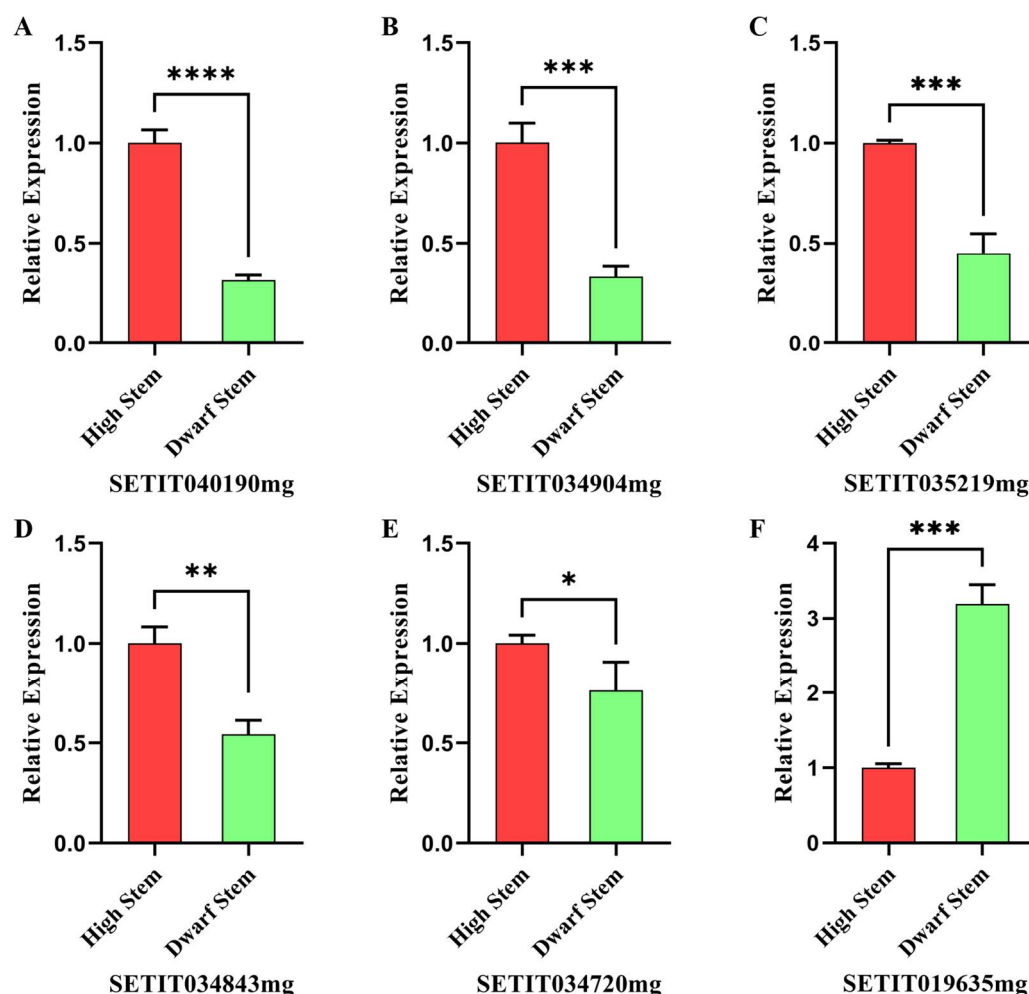 A
B
C
1.5
1.0
0.5
0.0
Relative Expression
****
High Stem
Dwarf Stem
SETIT040190mg
1.5
1.0
0.5
0.0
Relative Expression
***
High Stem
Dwarf Stem
SETIT034904mg
1.5
1.0
0.5
0.0
Relative Expression
***
High Stem
Dwarf Stem
SETIT035219mg
D
E
F
1.5
1.0
0.5
0.0
Relative Expression
**
High Stem
Dwarf Stem
SETIT034843mg
1.5
1.0
0.5
0.0
Relative Expression
*
High Stem
Dwarf Stem
SETIT034720mg
4
3
2
1
0
Relative Expression
***
High Stem
Dwarf Stem
SETIT019635mg